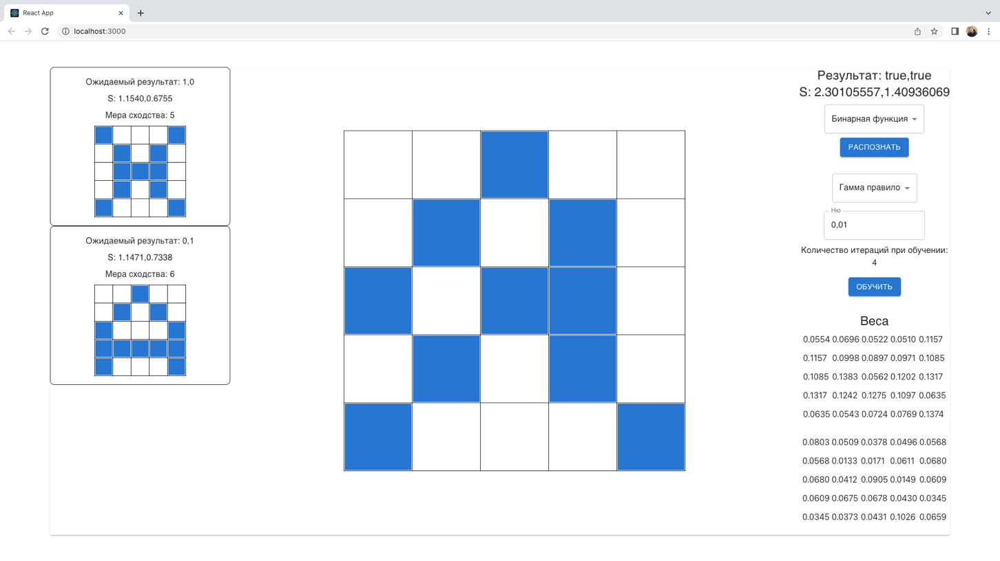 React App
localhost:3000
Ожидаемый результат: 1,0
S: 1.1540,0.6755
Мера сходства: 5
Ожидаемый результат: 0,1
S: 1.1471,0.7338
Мера сходства: 6
Результат: true,true
S: 2.30105557,1.40936069
Бинарная функция
РАСПОЗНАТЬ
Гамма правило
Ню
0,01
Количество итераций при обучении:
4
ОБУЧИТЬ
Веса
0.0554 0.0696 0.0522 0.0510 0.1157
0.1157 0.0998 0.0897 0.0971 0.1085
0.1085 0.1383 0.0562 0.1202 0.1317
0.1317 0.1242 0.1275 0.1097 0.0635
0.0635 0.0543 0.0724 0.0769 0.1374
0.0803 0.0509 0.0378 0.0496 0.0568
0.0568 0.0133 0.0171 0.0611 0.0680
0.0680 0.0412 0.0905 0.0149 0.0609
0.0609 0.0675 0.0678 0.0430 0.0345
0.0345 0.0373 0.0431 0.1026 0.0659